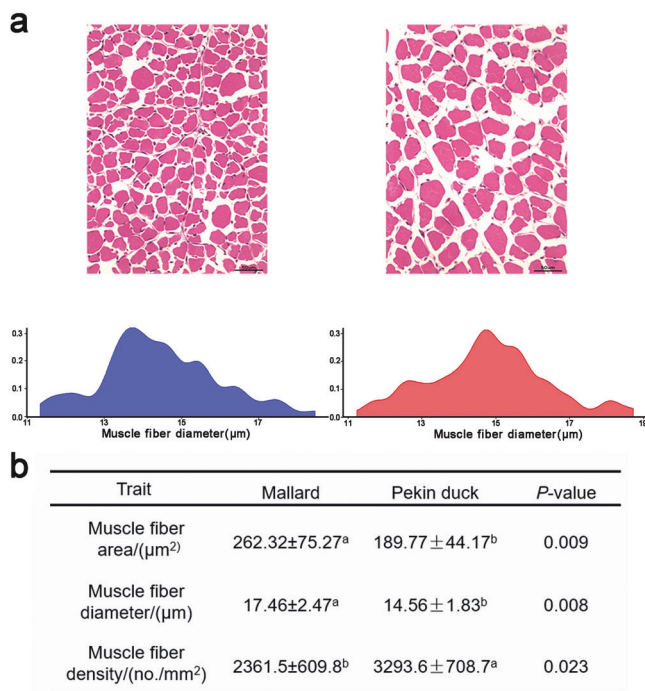 a
50μm
50μm
0.3
0.2
0.1
0.0
11 13 15 17
Muscle fiber diameter(μm)
0.3
0.2
0.1
0.0
11 13 15 17 19
Muscle fiber diameter(μm)
b
Trait Mallard Pekin duck P-value
Muscle fiber
area/(μm²) 262.32±75.27ᵃ 189.77±44.17ᵇ 0.009
Muscle fiber
diameter/(μm) 17.46±2.47ᵃ 14.56±1.83ᵇ 0.008
Muscle fiber
density/(no./mm²) 2361.5±609.8ᵇ 3293.6±708.7ᵃ 0.023